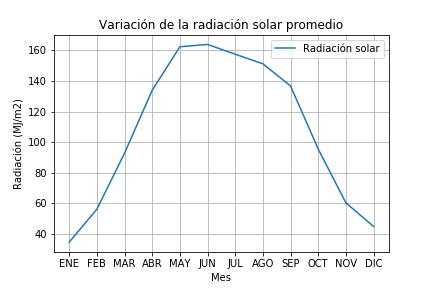 Variación de la radiación solar promedio
Radiación solar
Radiación (MJ/m2)
160
140
120
100
80
60
40
ENE FEB MAR ABR MAY JUN JUL AGO SEP OCT NOV DIC
Mes